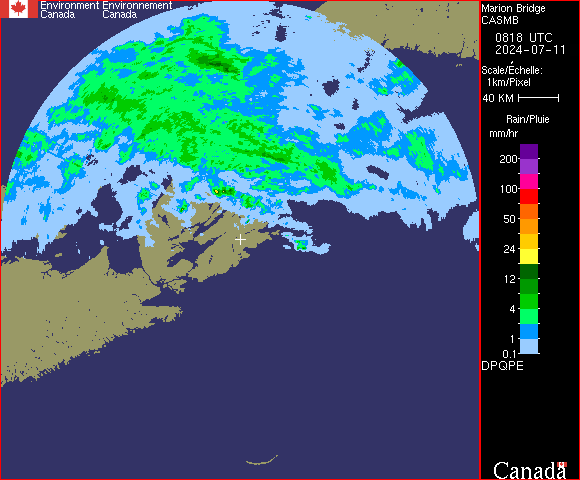 Environment Environnement
Canada Canada
Marion Bridge
CASMB
0818 UTC
2024-07-11
Scale/Échelle:
1km/Pixel
40 KM
Rain/Pluie
mm/hr
200
100
50
24
12
4
1
0.1
DPQPE
Canada